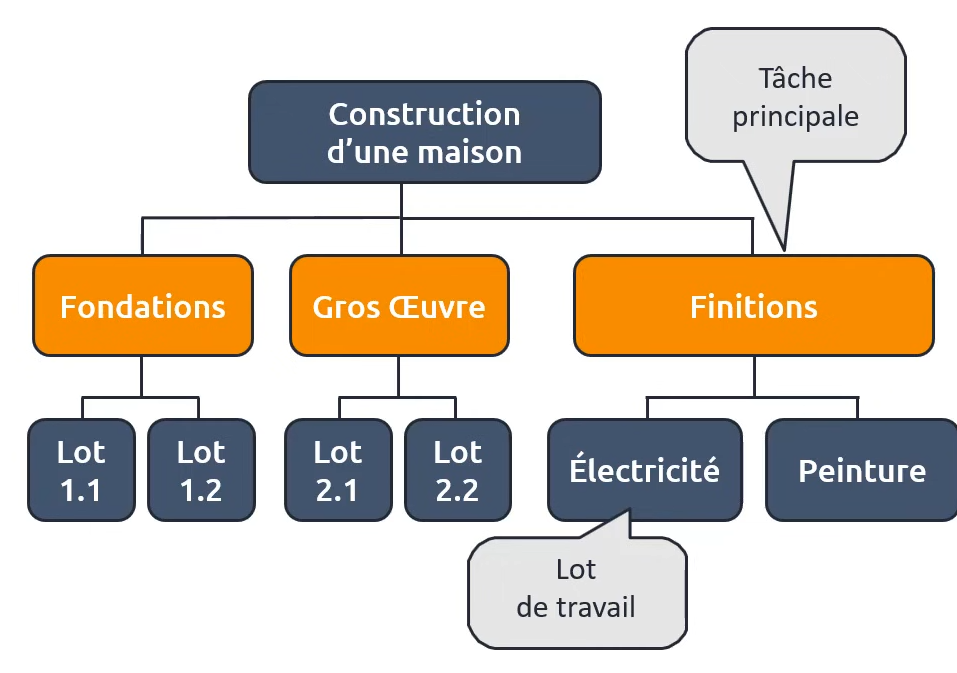 Tâche
principale
Construction
d’une maison
Fondations
Gros Œuvre
Finitions
Lot
1.1
Lot
1.2
Lot
2.1
Lot
2.2
Électricité
Peinture
Lot
de travail